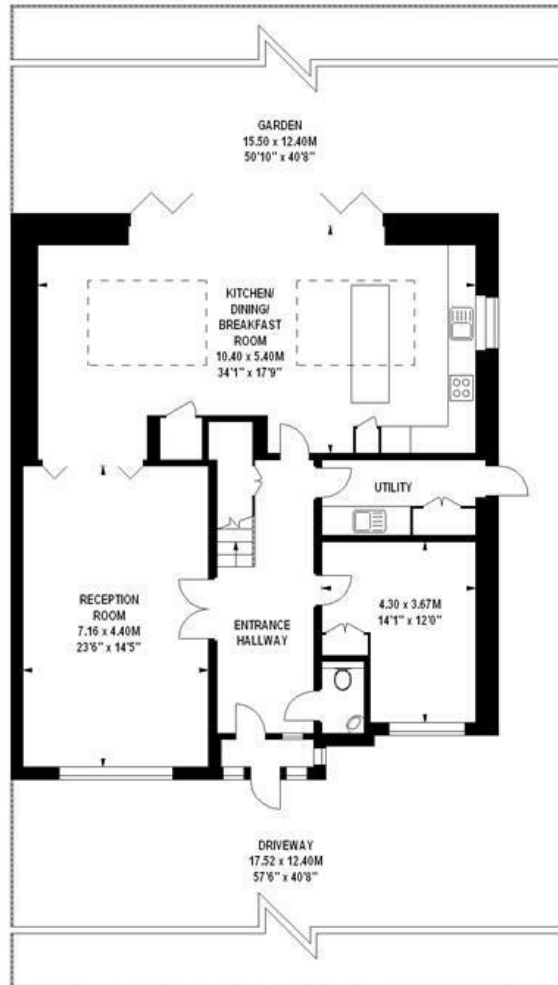 GARDEN
15.50 x 12.40M
50'10" x 40'8"
KITCHEN/
DINING/
BREAKFAST
ROOM
10.40 x 5.40M
34'1" x 17'9"
UTILITY
RECEPTION
ROOM
7.16 x 4.40M
23'6" x 14'5"
ENTRANCE
HALLWAY
4.30 x 3.67M
14'1" x 12'0"
DRIVEWAY
17.52 x 12.40M
57'6" x 40'8"